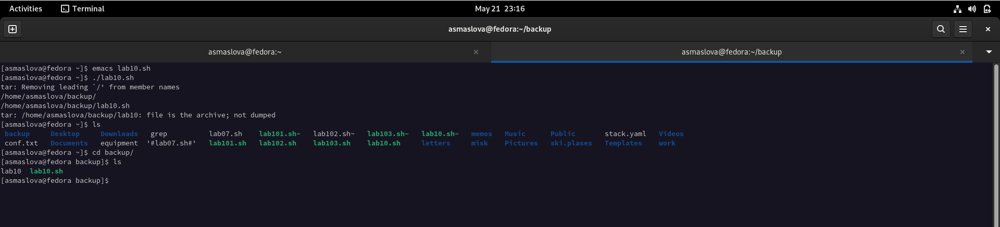 Activities Terminal May 21 23:16
asmaslova@fedora:~/backup
asmaslova@fedora:~ asmaslova@fedora:~/backup
[asmaslova@fedora ~]$ emacs lab10.sh
[asmaslova@fedora ~]$ ./lab10.sh
tar: Removing leading `/' from member names
/home/asmaslova/backup/
/home/asmaslova/backup/lab10.sh
tar: /home/asmaslova/backup/lab10: file is the archive; not dumped
[asmaslova@fedora ~]$ ls
backup Desktop Downloads grep lab07.sh lab101.sh~ lab102.sh~ lab103.sh~ lab10.sh~ memos Music Public stack.yaml Videos
conf.txt Documents equipment '#lab07.sh#' lab101.sh lab102.sh lab103.sh lab10.sh letters misk Pictures ski.plases Templates work
[asmaslova@fedora ~]$ cd backup/
[asmaslova@fedora backup]$ ls
lab10 lab10.sh
[asmaslova@fedora backup]$